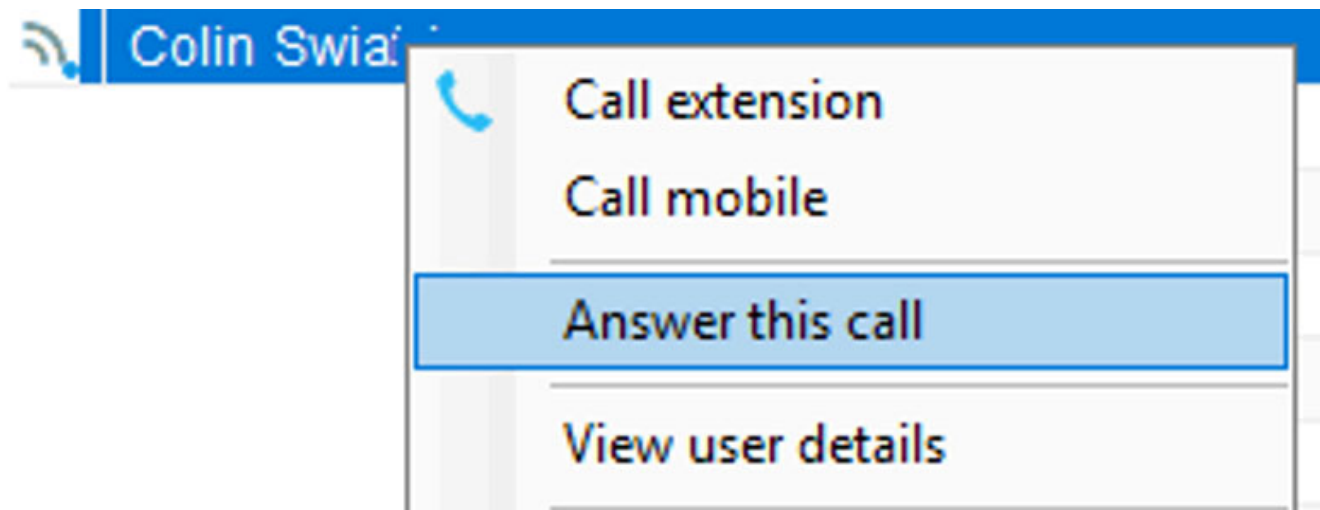 Colin
Call extension
Call mobile
Answer this call
View user details